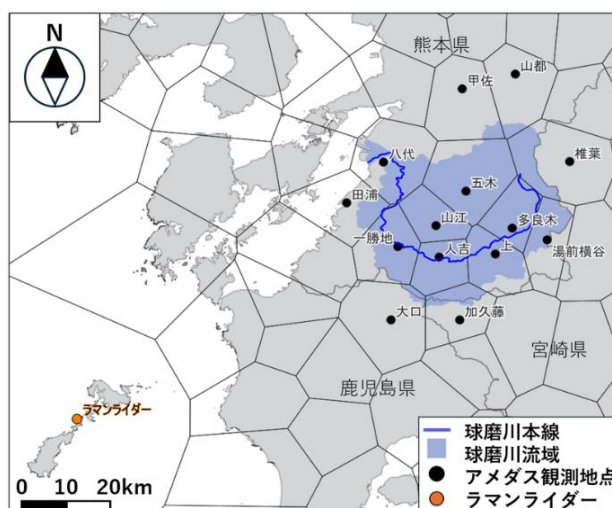 N
熊本県
山都
甲佐
八代
椎葉
五木
田浦
山江
多良木
一勝地
人吉
上
湯前横谷
大口
加久藤
宮崎県
鹿児島県
ラマンライダー
0 10 20km
球磨川本線
球磨川流域
アメダス観測地点
ラマンライダー